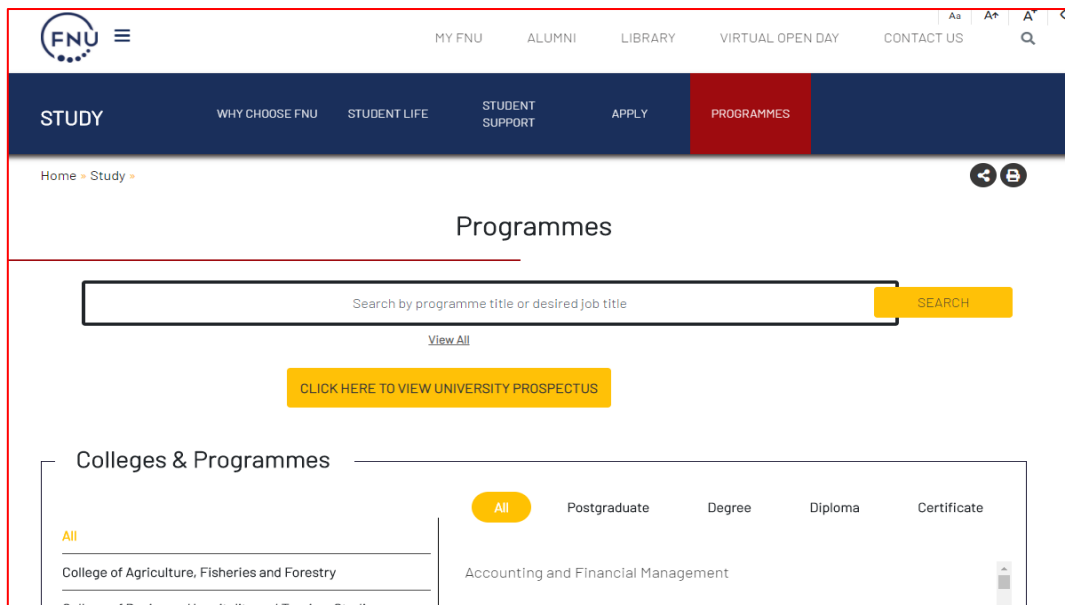 Aa A↑ A+
FNU MY FNU ALUMNI LIBRARY VIRTUAL OPEN DAY CONTACT US
STUDY WHY CHOOSE FNU STUDENT LIFE STUDENT SUPPORT APPLY PROGRAMMES
Home » Study »
Programmes
Search by programme title or desired job title SEARCH
View All
CLICK HERE TO VIEW UNIVERSITY PROSPECTUS
Colleges & Programmes
All Postgraduate Degree Diploma Certificate
All
College of Agriculture, Fisheries and Forestry Accounting and Financial Management